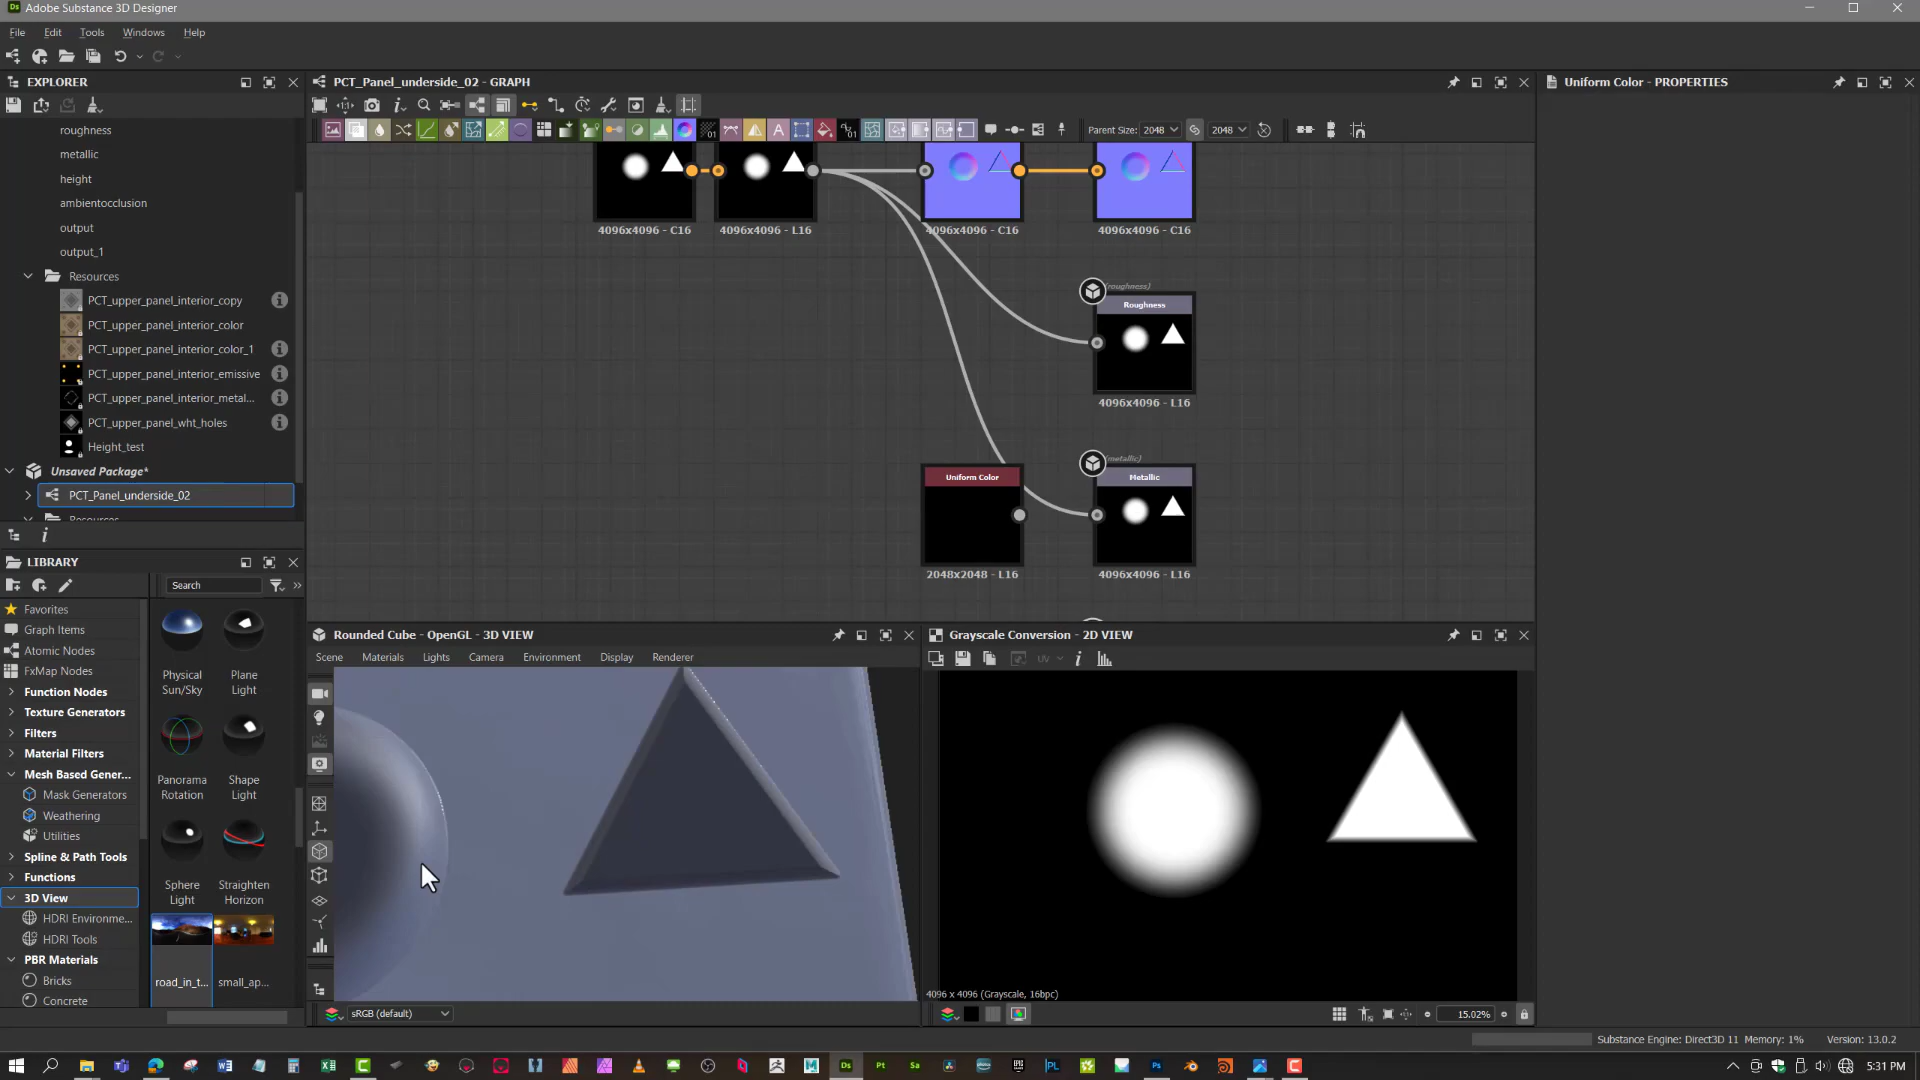 Adobe Substance 3D Designer
File Edit Tools Windows Help
EXPLORER
roughness
metallic
height
ambientocclusion
output
output_1
Resources
PCT_upper_panel_interior_copy
PCT_upper_panel_interior_color
PCT_upper_panel_interior_color_1
PCT_upper_panel_interior_emissive
PCT_upper_panel_interior_metal...
PCT_upper_panel_wht_holes
Height_test
Unsaved Package*
PCT_Panel_underside_02
Resources
LIBRARY
Search
Favorites
Graph Items
Atomic Nodes
FxMap Nodes
Function Nodes
Texture Generators
Filters
Material Filters
Mesh Based Gener...
Mask Generators
Weathering
Utilities
Spline & Path Tools
Functions
3D View
HDRI Environme...
HDRI Tools
PBR Materials
Bricks
Concrete
Physical Sun/Sky
Plane Light
Panorama Rotation
Shape Light
Sphere Light
Straighten Horizon
road_in_t...
small_ap...
PCT_Panel_underside_02 - GRAPH
Parent Size: 2048 2048
4096x4096 - C16
4096x4096 - L16
4096x4096 - C16
4096x4096 - C16
(roughness)
Roughness
4096x4096 - L16
(metallic)
Uniform Color
Metallic
2048x2048 - L16
4096x4096 - L16
Rounded Cube - OpenGL - 3D VIEW
Scene Materials Lights Camera Environment Display Renderer
sRGB (default)
Grayscale Conversion - 2D VIEW
UV
4096 x 4096 (Grayscale, 16bpc)
15.02%
Uniform Color - PROPERTIES
Substance Engine: Direct3D 11 Memory: 1% Version: 13.0.2
5:31 PM